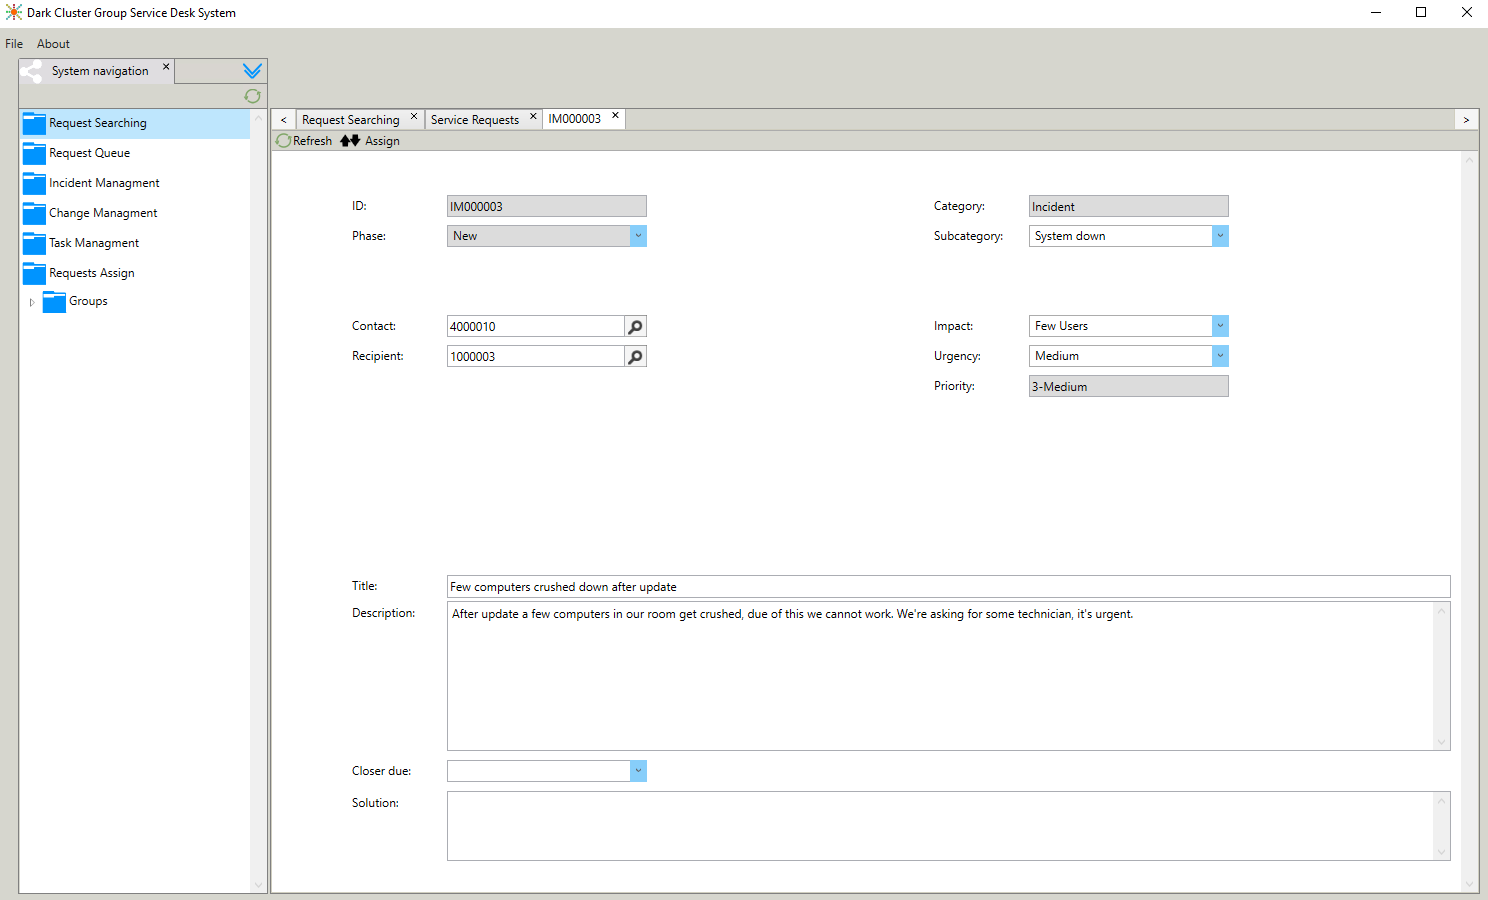 Dark Cluster Group Service Desk System
File About
System navigation
Request Searching
Request Queue
Incident Managment
Change Managment
Task Managment
Requests Assign
Groups
< Request Searching Service Requests IM000003 >
Refresh Assign
ID: IM000003 Category: Incident
Phase: New Subcategory: System down
Contact: 4000010 Impact: Few Users
Recipient: 1000003 Urgency: Medium
Priority: 3-Medium
Title: Few computers crushed down after update
Description: After update a few computers in our room get crushed, due of this we cannot work. We're asking for some technician, it's urgent.
Closer due:
Solution: